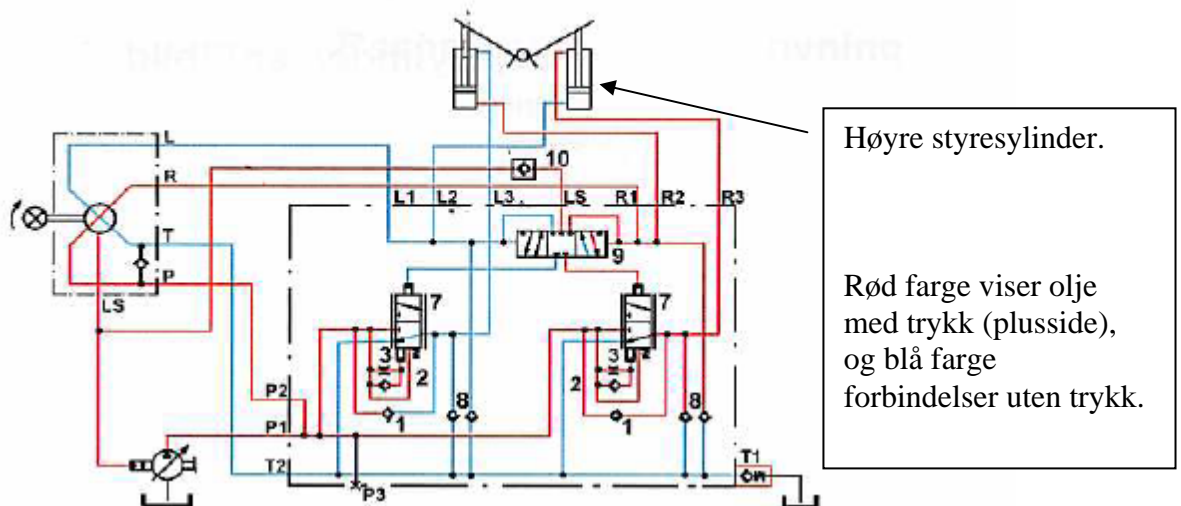 Høyre styresylinder.
Rød farge viser olje
med trykk (plusside),
og blå farge
forbindelser uten trykk.
L
10
R
L1 L2 L3 LS R1 R2 R3
T
9
P
7 7
LS
3 3
2 2
P2
8 8
1 1
P1
T2
T1
P3